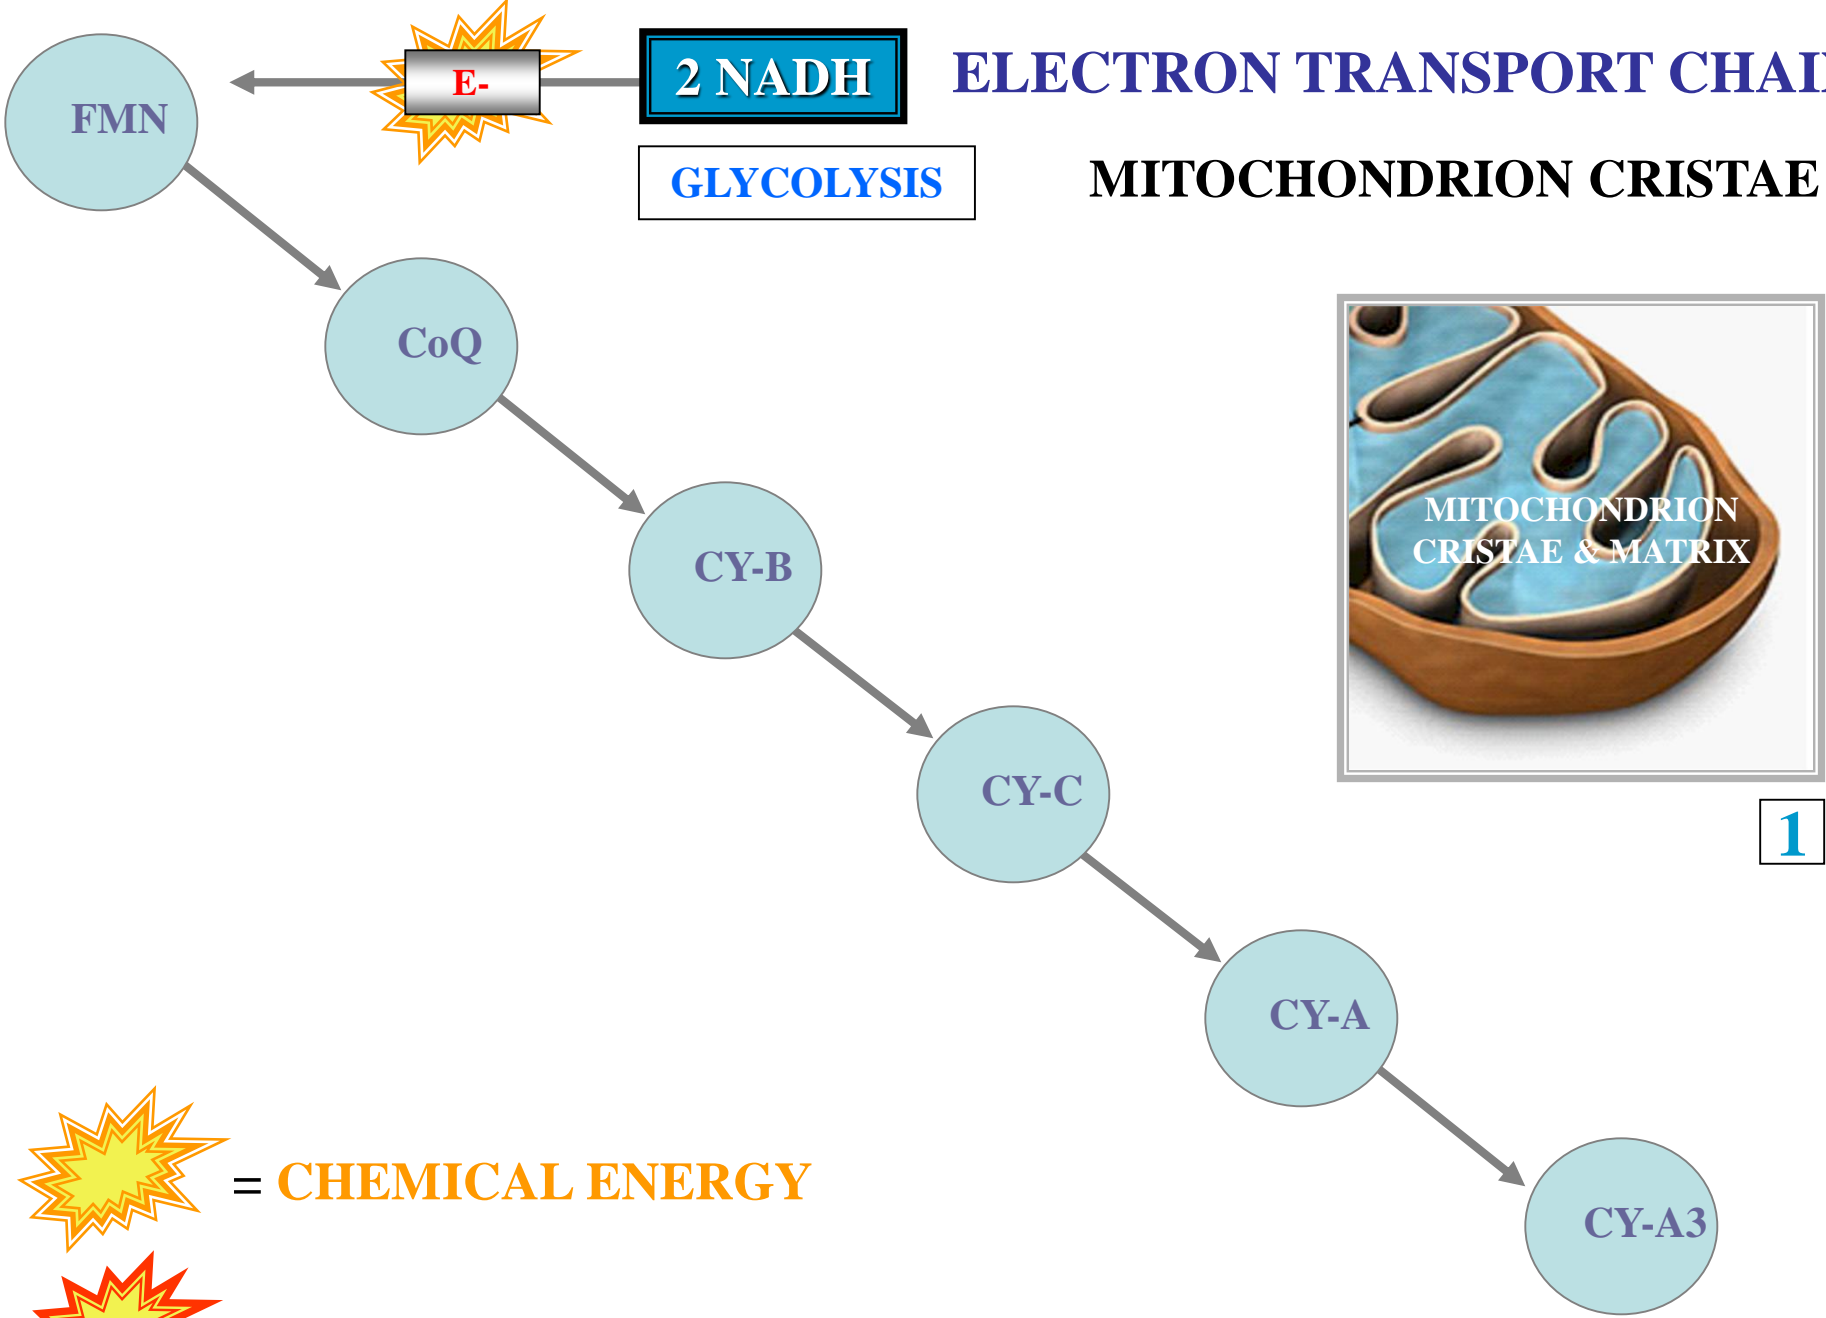 E-
2 NADH
ELECTRON TRANSPORT CHAI
FMN
GLYCOLYSIS
MITOCHONDRION CRISTAE
CoQ
MITOCHONDRION
CRISTAE & MATRIX
CY-B
CY-C
1
CY-A
= CHEMICAL ENERGY
CY-A3